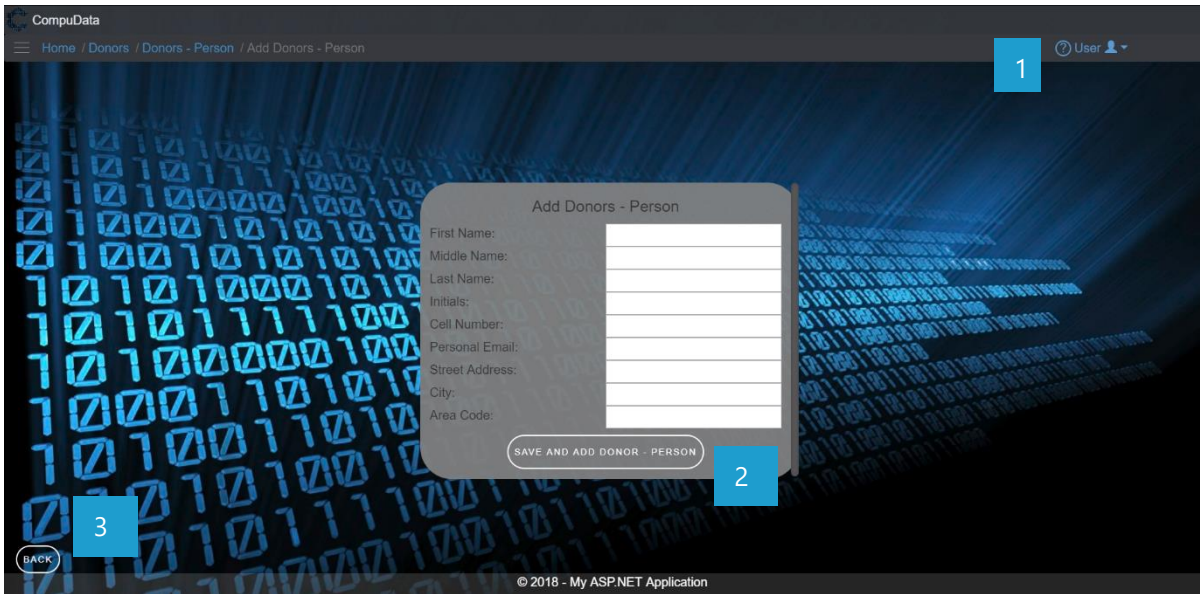 CompuData
Home / Donors / Donors - Person / Add Donors - Person
User
1
Add Donors - Person
First Name:
Middle Name:
Last Name:
Initials:
Cell Number:
Personal Email:
Street Address:
City:
Area Code:
SAVE AND ADD DONOR - PERSON
2
3
BACK
© 2018 - My ASP.NET Application